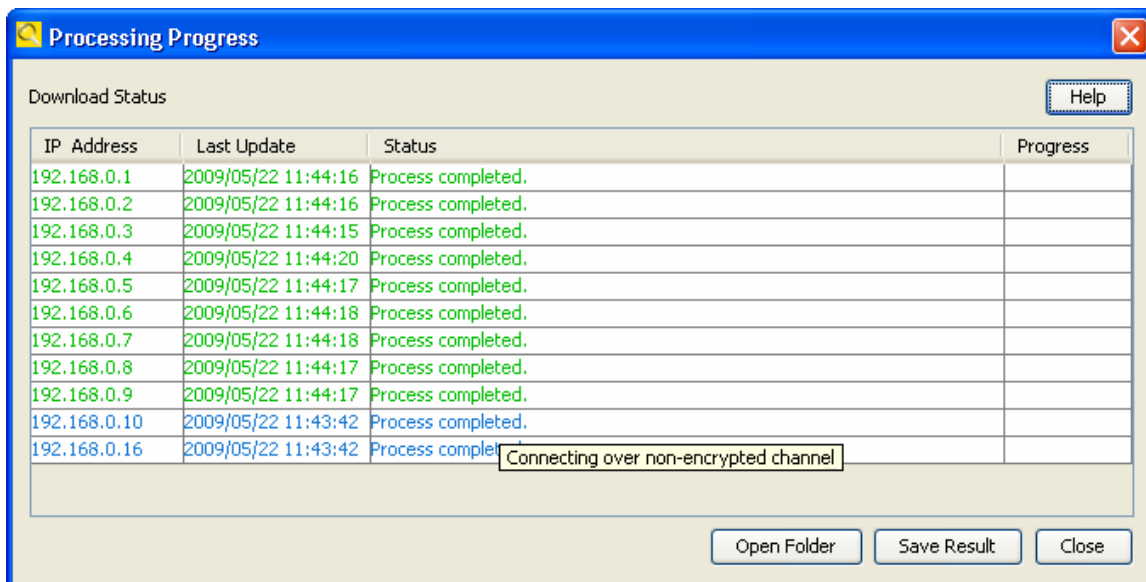 Processing Progress
Download Status
Help
IP Address Last Update Status Progress
192.168.0.1 2009/05/22 11:44:16 Process completed.
192.168.0.2 2009/05/22 11:44:16 Process completed.
192.168.0.3 2009/05/22 11:44:15 Process completed.
192.168.0.4 2009/05/22 11:44:20 Process completed.
192.168.0.5 2009/05/22 11:44:17 Process completed.
192.168.0.6 2009/05/22 11:44:18 Process completed.
192.168.0.7 2009/05/22 11:44:18 Process completed.
192.168.0.8 2009/05/22 11:44:17 Process completed.
192.168.0.9 2009/05/22 11:44:17 Process completed.
192.168.0.10 2009/05/22 11:43:42 Process completed.
192.168.0.16 2009/05/22 11:43:42 Process complet
Connecting over non-encrypted channel
Open Folder Save Result Close